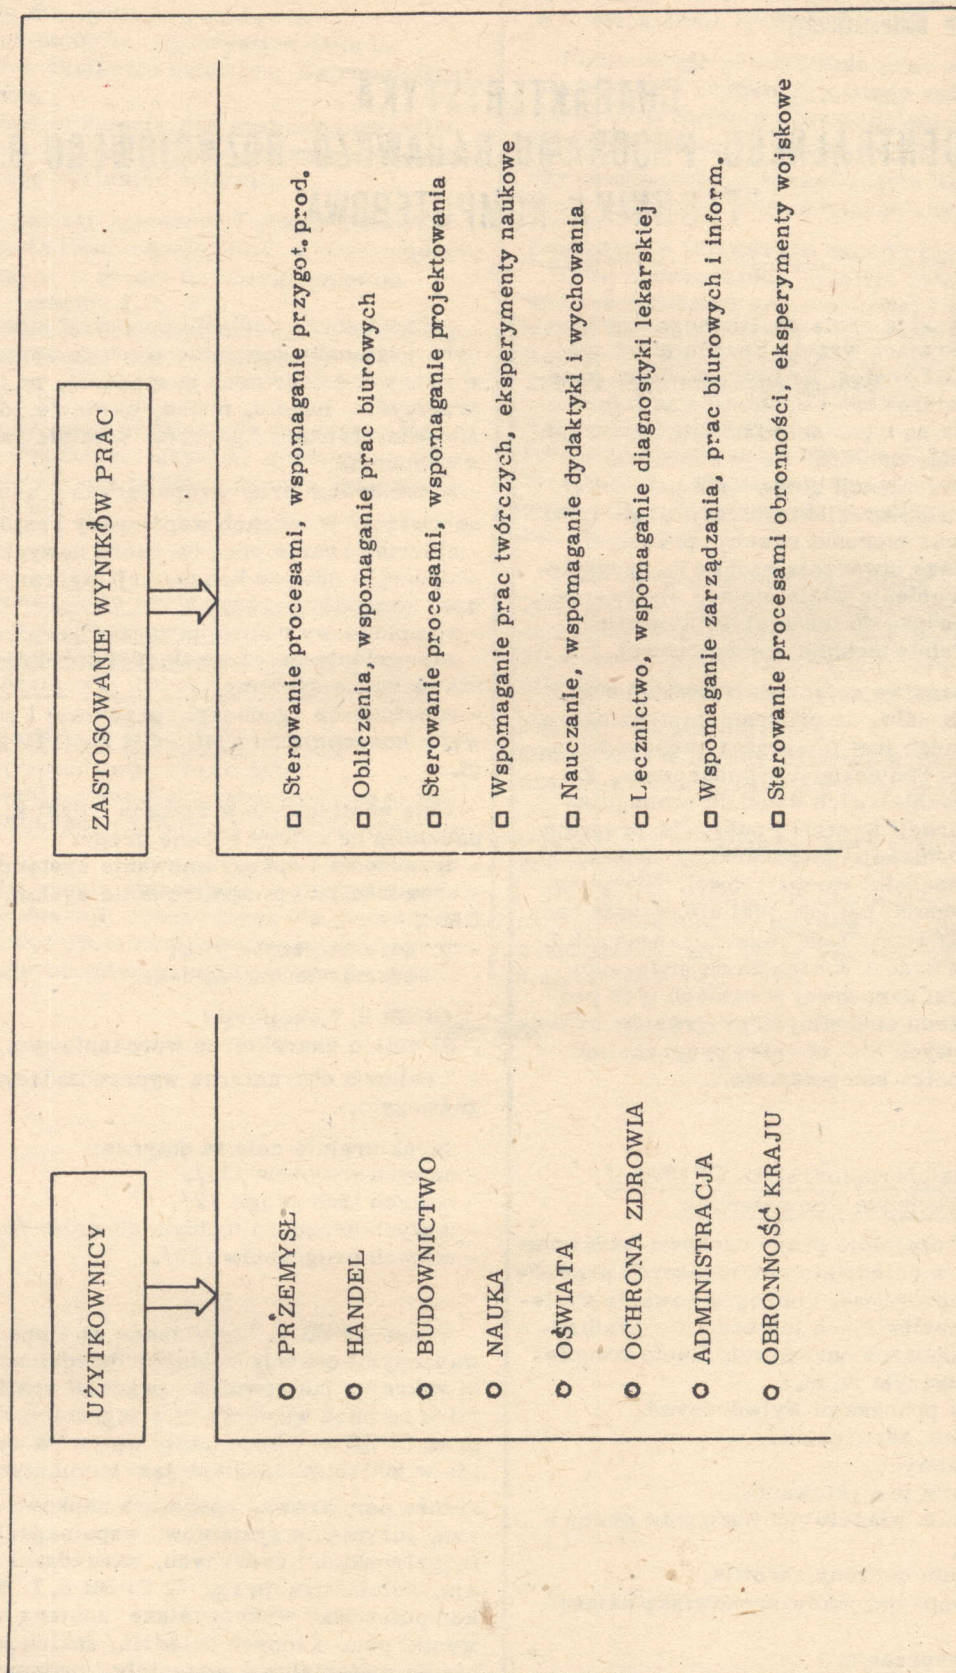 UŻYTKOWNICY
PRZEMYSŁ
HANDEL
BUDOWNICTWO
NAUKA
OŚWIATA
OCHRONA ZDROWIA
ADMINISTRACJA
OBRONNOŚĆ KRAJU
ZASTOSOWANIE WYNIKÓW PRAC
Sterowanie procesami, wspomaganie przygot. prod.
Obliczenia, wspomaganie prac biurowych
Sterowanie procesami, wspomaganie projektowania
Wspomaganie prac twórczych, eksperymenty naukowe
Nauczanie, wspomaganie dydaktyki i wychowania
Lecznictwo, wspomaganie diagnostyki lekarskiej
Wspomaganie zarządzania, prac biurowych i inform.
Sterowanie procesami obronności, eksperymenty wojskowe